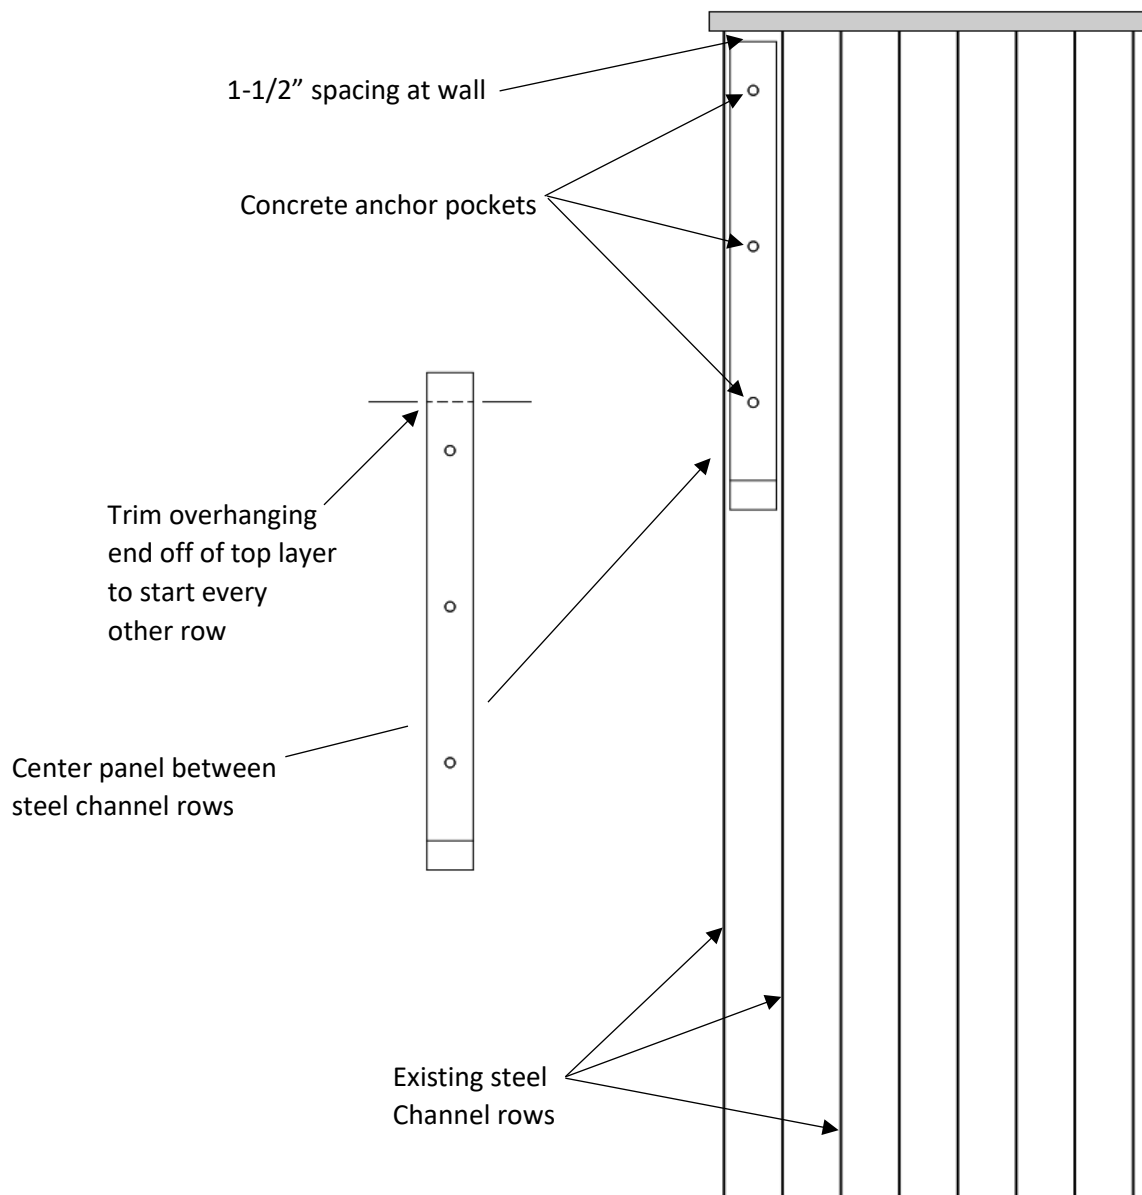 1-1/2” spacing at wall
Concrete anchor pockets
Trim overhanging
end off of top layer
to start every
other row
Center panel between
steel channel rows
Existing steel
Channel rows